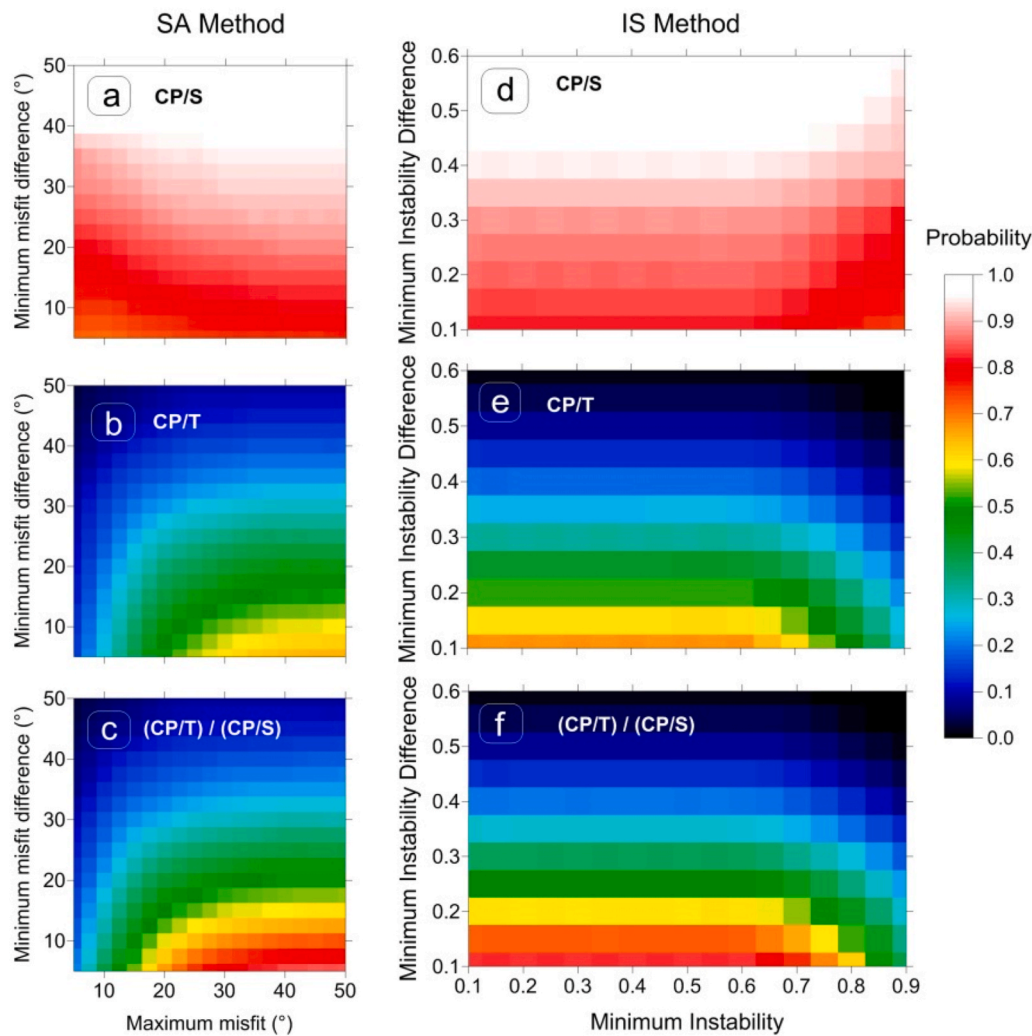 SA Method
IS Method
a CP/S
Minimum misfit difference (°)
50
40
30
20
10
d CP/S
Minimum Instability Difference
0.6
0.5
0.4
0.3
0.2
0.1
b CP/T
Minimum misfit difference (°)
50
40
30
20
10
e CP/T
Minimum Instability Difference
0.6
0.5
0.4
0.3
0.2
0.1
c (CP/T) / (CP/S)
Minimum misfit difference (°)
50
40
30
20
10
10 20 30 40 50
Maximum misfit (°)
f (CP/T) / (CP/S)
Minimum Instability Difference
0.6
0.5
0.4
0.3
0.2
0.1
0.1 0.2 0.3 0.4 0.5 0.6 0.7 0.8 0.9
Minimum Instability
Probability
1.0
0.9
0.8
0.7
0.6
0.5
0.4
0.3
0.2
0.1
0.0